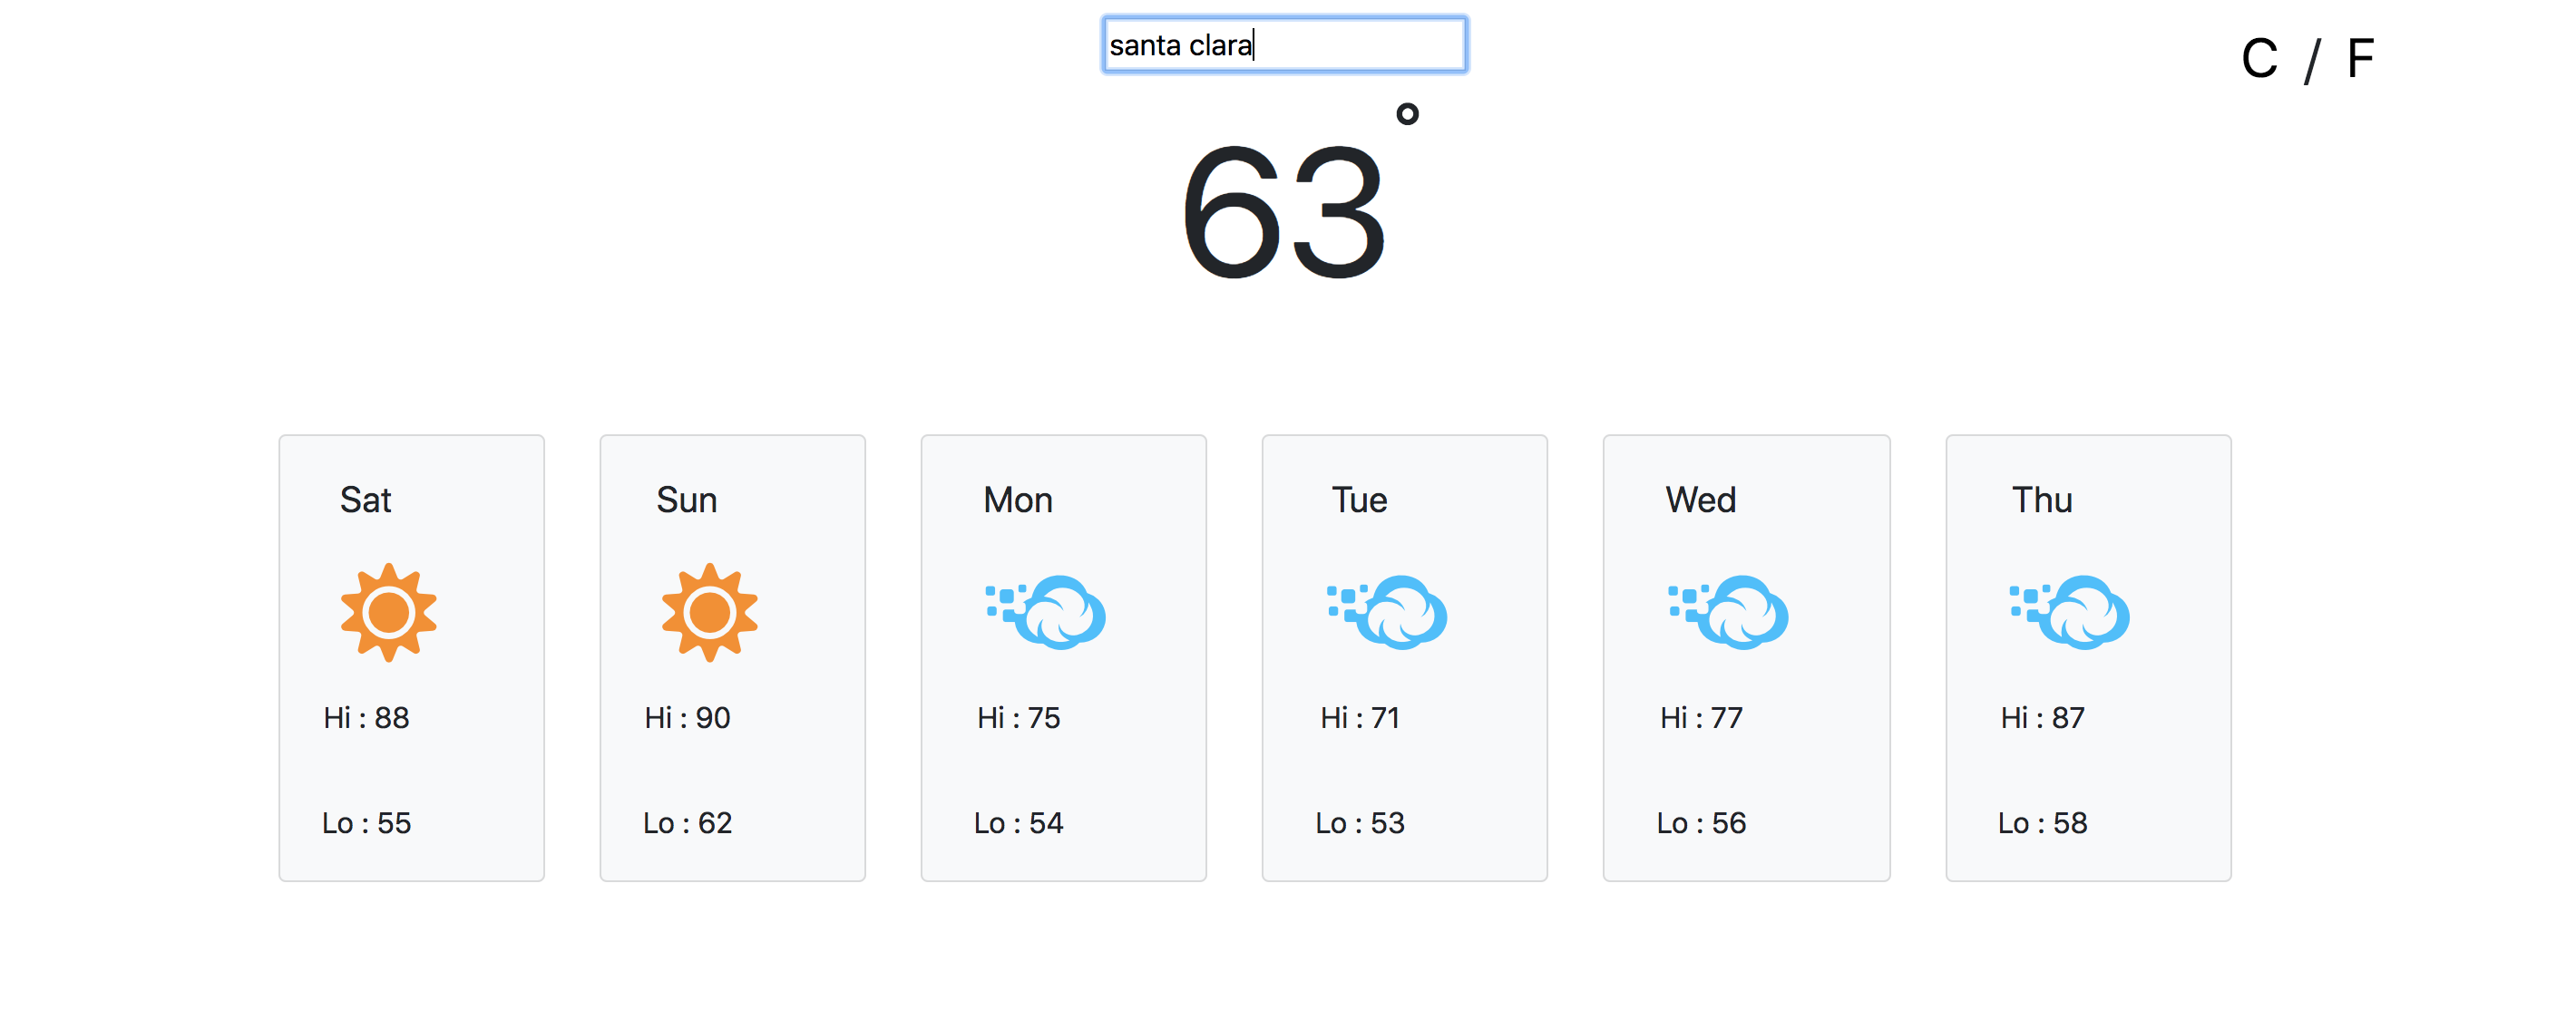 santa clara
C / F
63°
Sat
Hi : 88
Lo : 55
Sun
Hi : 90
Lo : 62
Mon
Hi : 75
Lo : 54
Tue
Hi : 71
Lo : 53
Wed
Hi : 77
Lo : 56
Thu
Hi : 87
Lo : 58